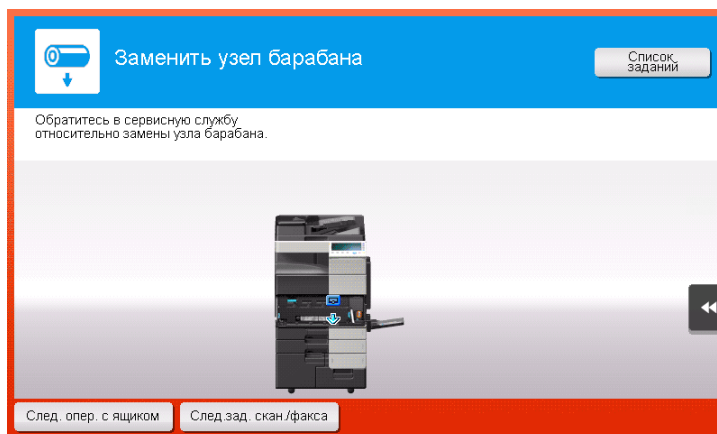 Заменить узел барабана
Список
заданий
Обратитесь в сервисную службу
относительно замены узла барабана.
След. опер. с ящиком
След.зад. скан./факса